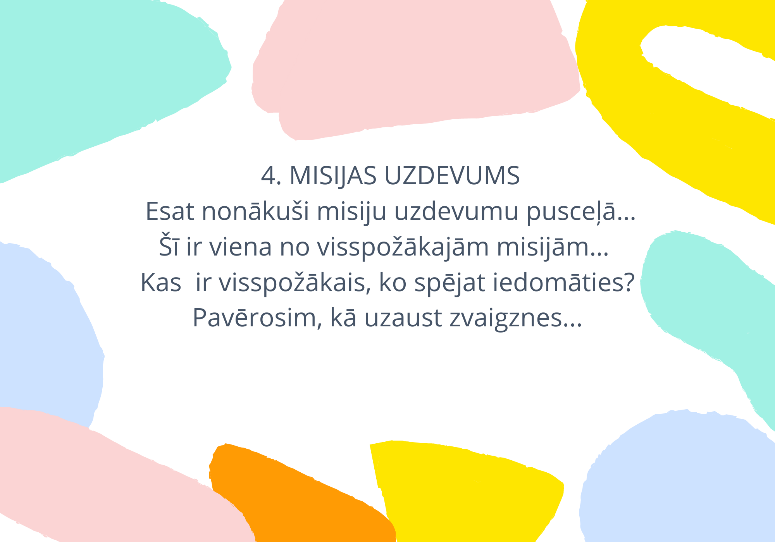 4. MISIJAS UZDEVUMS
Esat nonākuši misiju uzdevumu pusceļā...
Šī ir viena no visspožākajām misijām...
Kas  ir visspožākais, ko spējat iedomāties?
Pavērosim, kā uzaust zvaigznes...